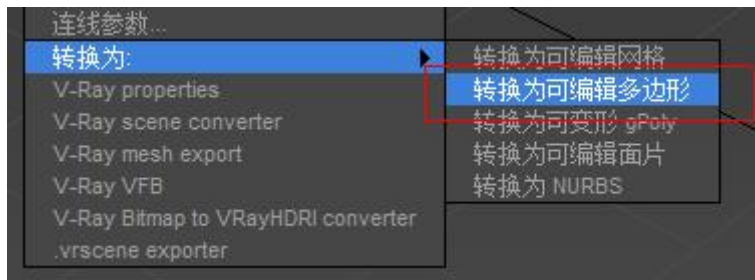 连线参数...
转换为:
V-Ray properties
V-Ray scene converter
V-Ray mesh export
V-Ray VFB
V-Ray Bitmap to VRayHDRI converter
.vrscene exporter
转换为可编辑网格
转换为可编辑多边形
转换为可变形 gPoly
转换为可编辑面片
转换为 NURBS